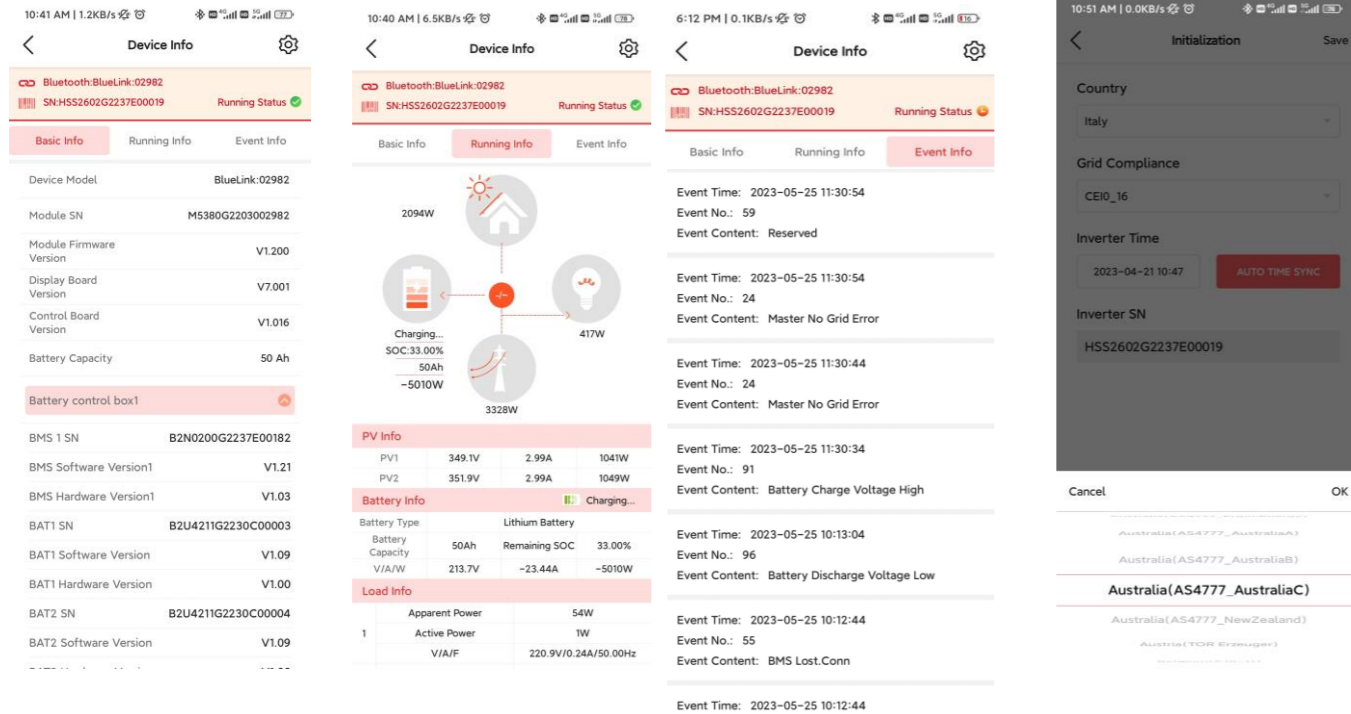 10:41 AM | 1.2KB/s
77
Device Info
Bluetooth:BlueLink:02982
SN:HSS2602G2237E00019 Running Status
Basic Info Running Info Event Info
Device Model BlueLink:02982
Module SN M5380G2203002982
Module Firmware
Version V1.200
Display Board
Version V7.001
Control Board
Version V1.016
Battery Capacity 50 Ah
Battery control box1
BMS 1 SN B2N0200G2237E00182
BMS Software Version1 V1.21
BMS Hardware Version1 V1.03
BAT1 SN B2U4211G2230C00003
BAT1 Software Version V1.09
BAT1 Hardware Version V1.00
BAT2 SN B2U4211G2230C00004
BAT2 Software Version V1.09
10:40 AM | 6.5KB/s
78
Device Info
Bluetooth:BlueLink:02982
SN:HSS2602G2237E00019 Running Status
Basic Info Running Info Event Info
2094W
Charging...
SOC:33.00%
50Ah
-5010W
417W
3328W
PV Info
PV1 349.1V 2.99A 1041W
PV2 351.9V 2.99A 1049W
Battery Info Charging...
Battery Type Lithium Battery
Battery
Capacity 50Ah Remaining SOC 33.00%
V/A/W 213.7V -23.44A -5010W
Load Info
Apparent Power 54W
1 Active Power 1W
V/A/F 220.9V/0.24A/50.00Hz
6:12 PM | 0.1KB/s
16
Device Info
Bluetooth:BlueLink:02982
SN:HSS2602G2237E00019 Running Status
Basic Info Running Info Event Info
Event Time: 2023-05-25 11:30:54
Event No.: 59
Event Content: Reserved
Event Time: 2023-05-25 11:30:54
Event No.: 24
Event Content: Master No Grid Error
Event Time: 2023-05-25 11:30:44
Event No.: 24
Event Content: Master No Grid Error
Event Time: 2023-05-25 11:30:34
Event No.: 91
Event Content: Battery Charge Voltage High
Event Time: 2023-05-25 10:13:04
Event No.: 96
Event Content: Battery Discharge Voltage Low
Event Time: 2023-05-25 10:12:44
Event No.: 55
Event Content: BMS Lost.Conn
Event Time: 2023-05-25 10:12:44
10:51 AM | 0.0KB/s
Initialization Save
Country
Italy
Grid Compliance
CEI0_16
Inverter Time
2023-04-21 10:47 AUTO TIME SYNC
Inverter SN
HSS2602G2237E00019
Cancel OK
Australia(AS4777_AustraliaA)
Australia(AS4777_AustraliaB)
Australia(AS4777_AustraliaC)
Australia(AS4777_NewZealand)
Austria(TOR Erzeuger)